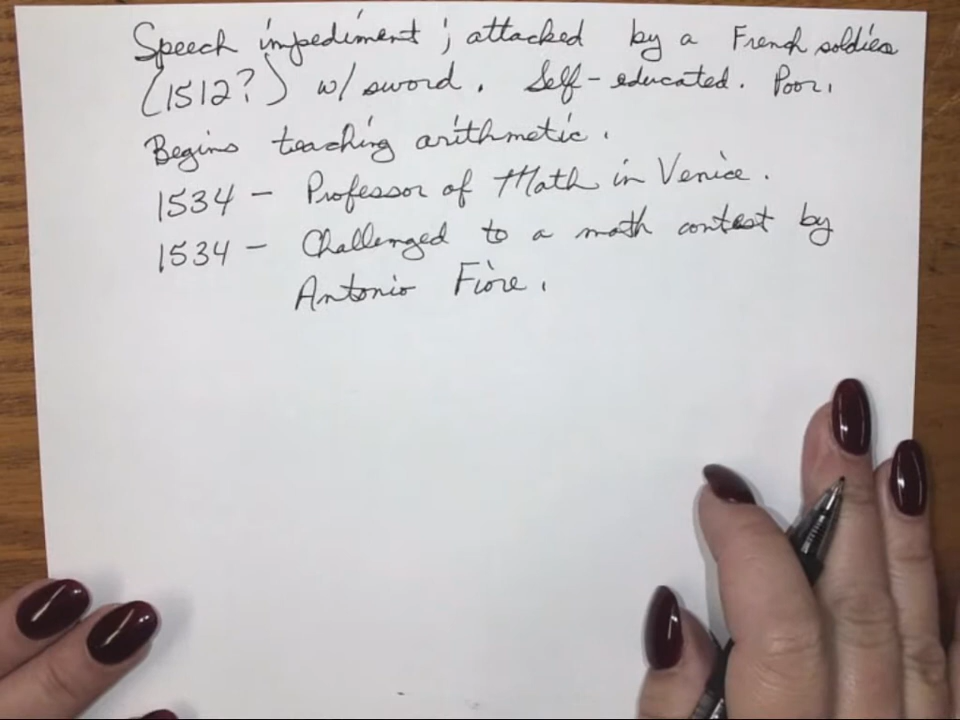 Speech impediment ; attacked by a French soldier
(1512?) w/ sword. Self-educated. Poor.
Begins teaching arithmetic.
1534 - Professor of Math in Venice.
1534 - Challenged to a math contest by
Antonio Fiore.